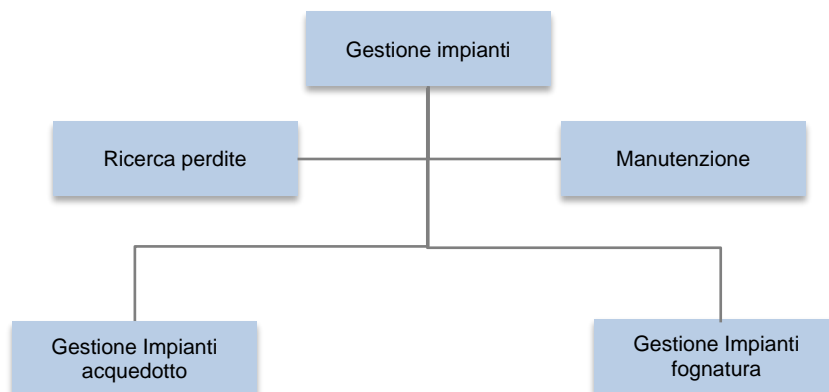 Gestione impianti
Ricerca perdite
Manutenzione
Gestione Impianti
acquedotto
Gestione Impianti
fognatura